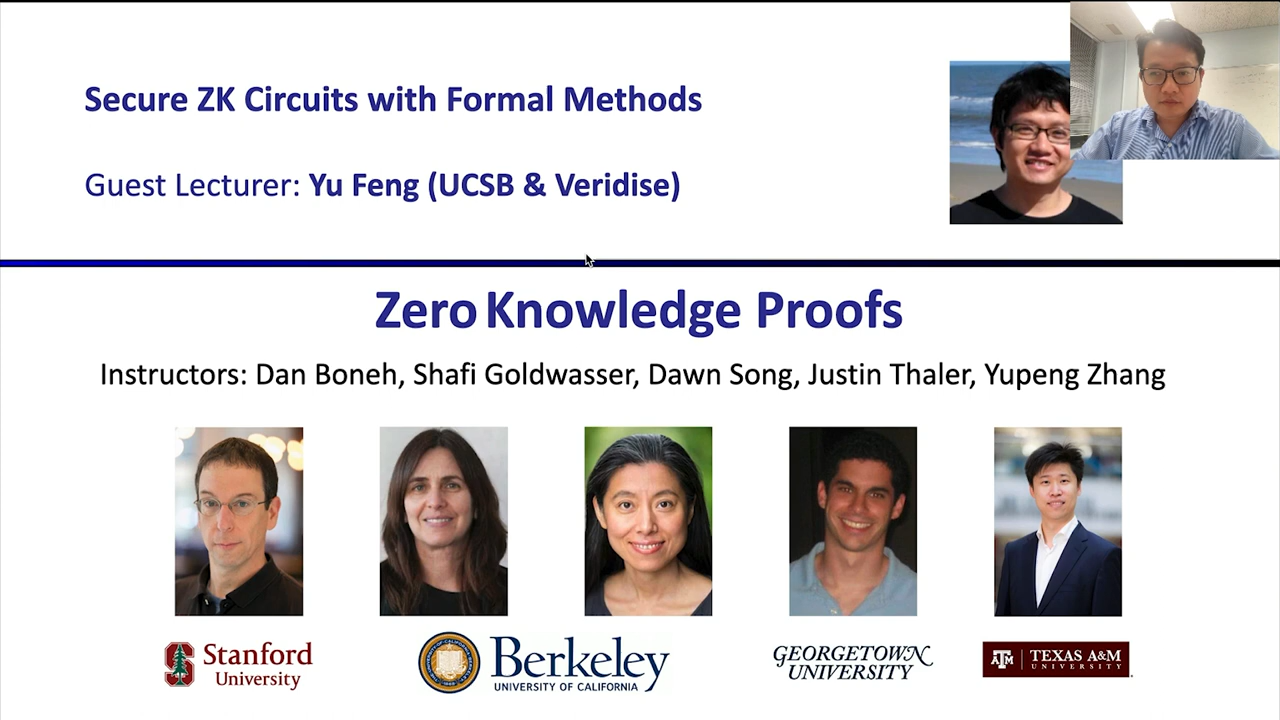 Secure ZK Circuits with Formal Methods
Guest Lecturer: Yu Feng (UCSB & Veridise)
Zero Knowledge Proofs
Instructors: Dan Boneh, Shafi Goldwasser, Dawn Song, Justin Thaler, Yupeng Zhang
Stanford
University
Berkeley
UNIVERSITY OF CALIFORNIA
GEORGETOWN
UNIVERSITY
ATM
TEXAS A&M
UNIVERSITY